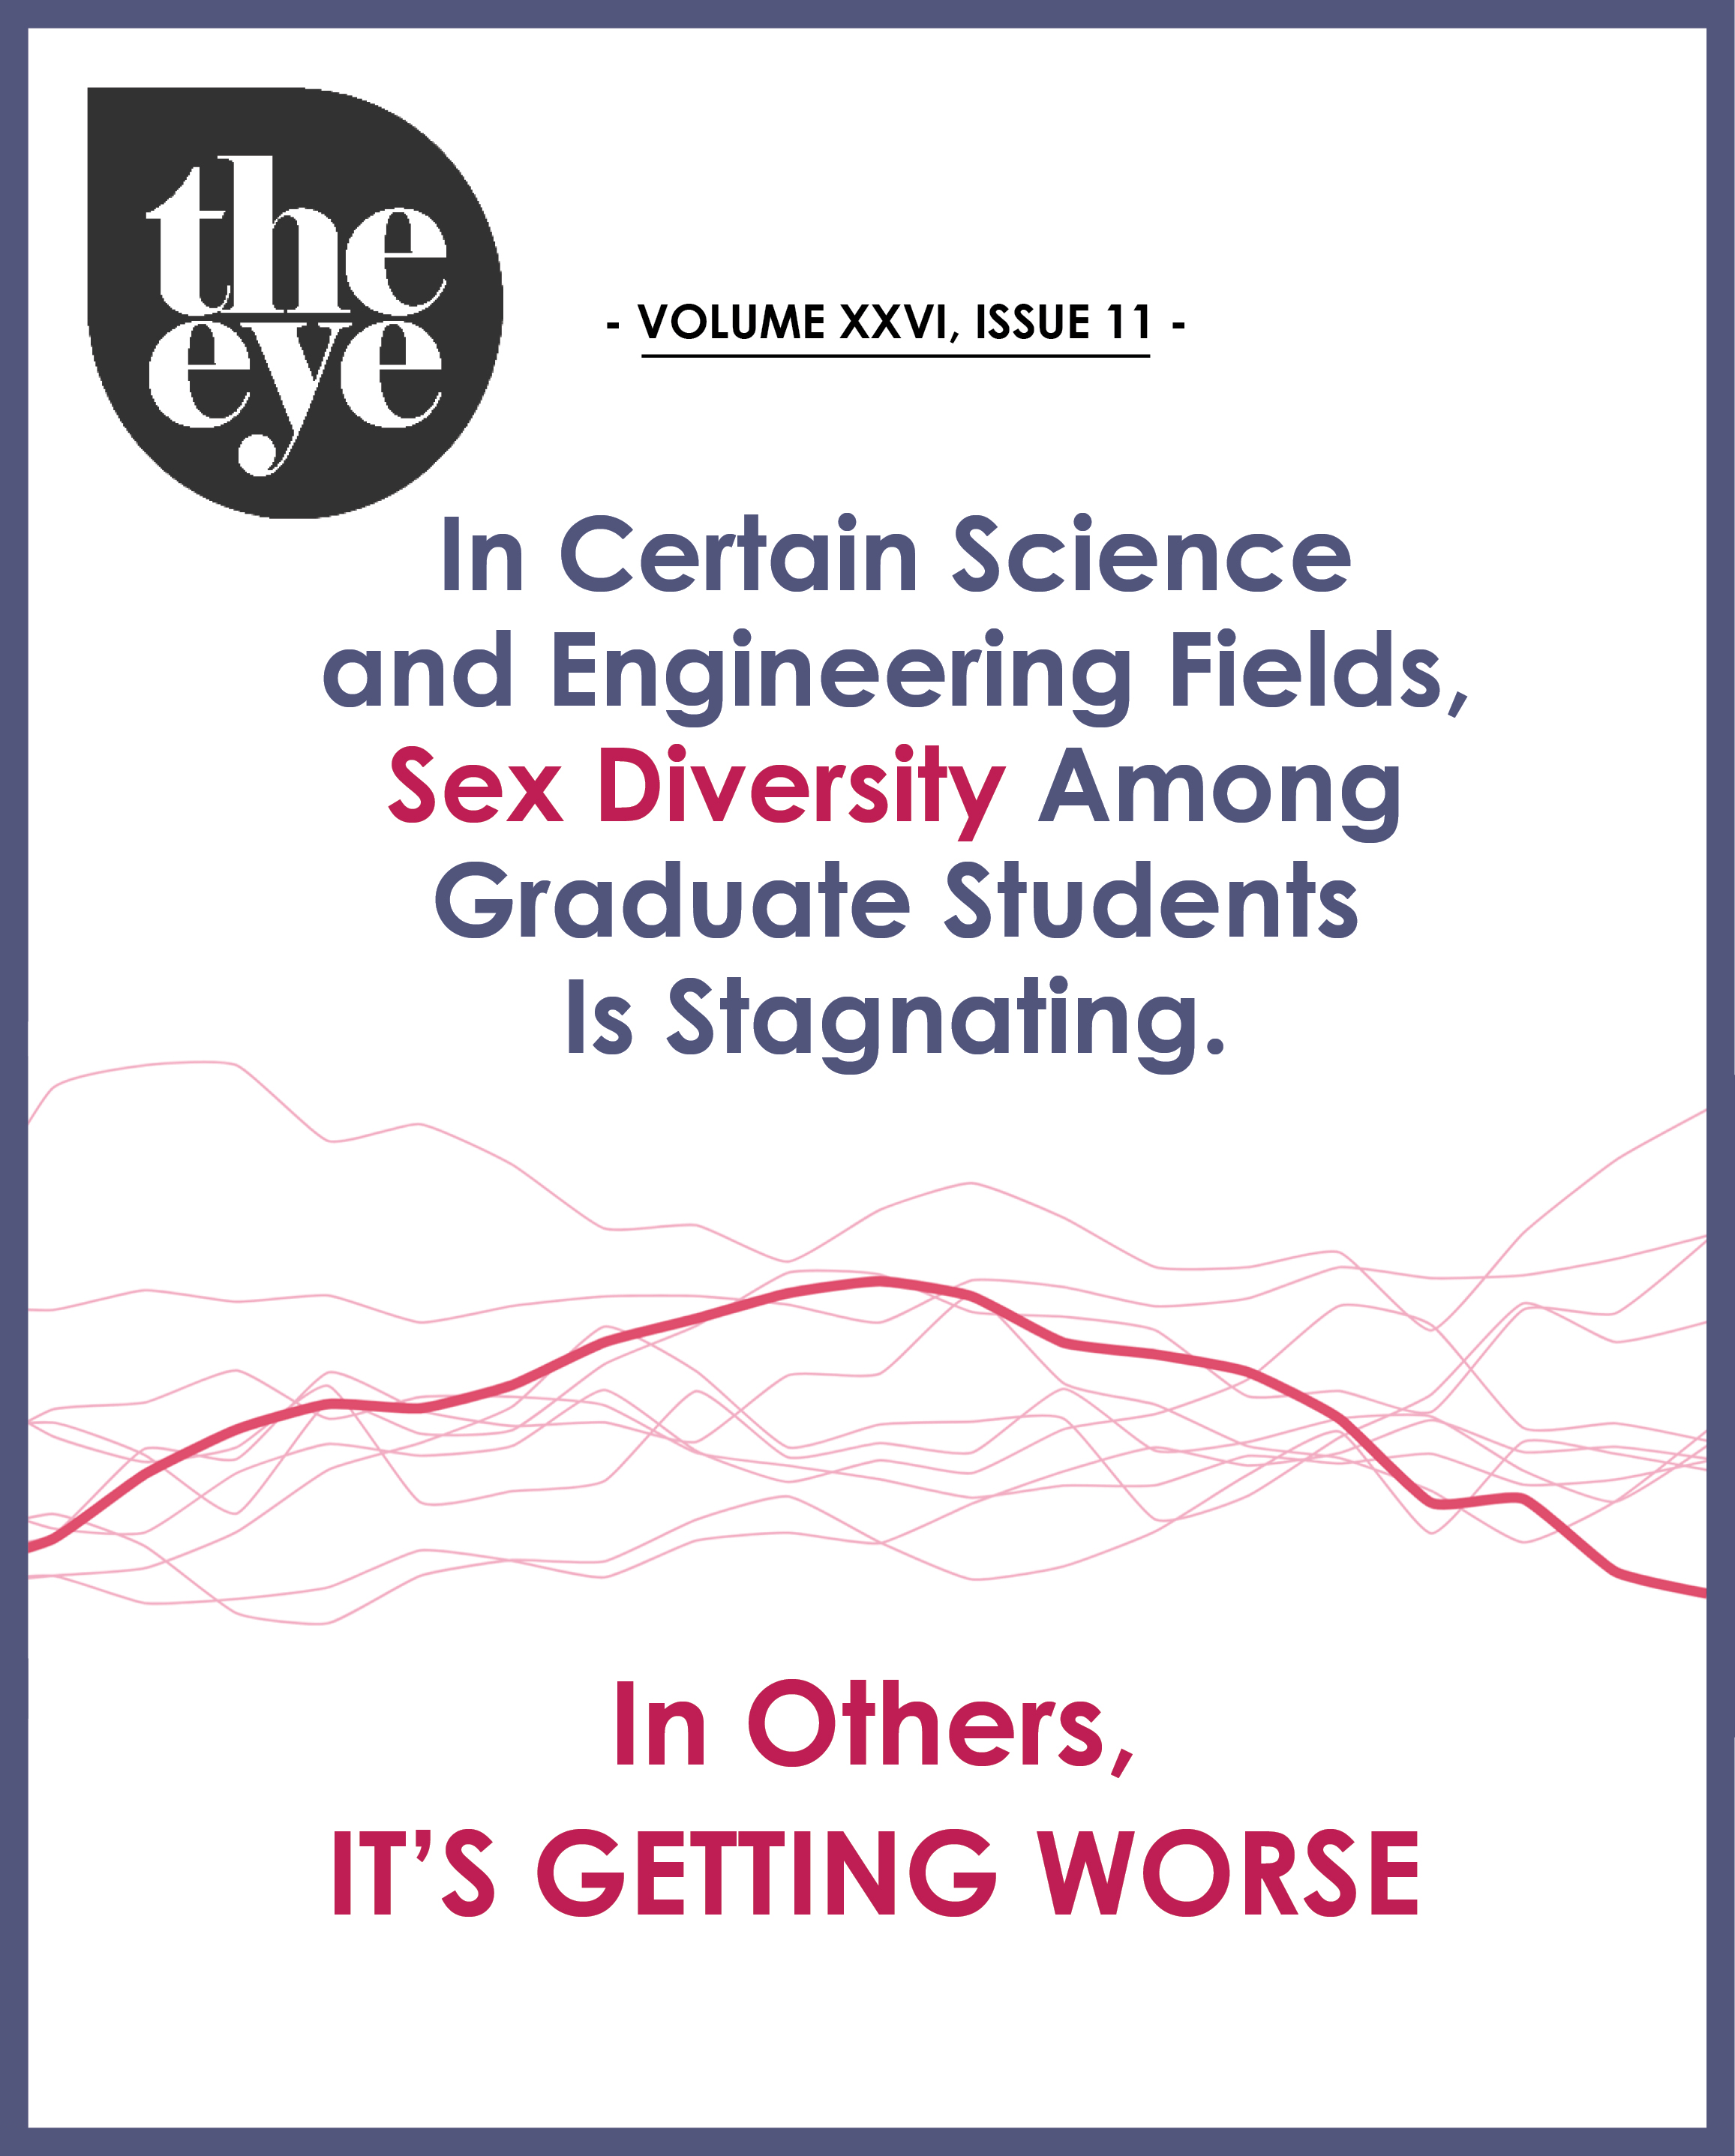 the
eye
- VOLUME XXVI, ISSUE 11 -
In Certain Science
and Engineering Fields,
Sex Diversity Among
Graduate Students
Is Stagnating.
In Others,
IT’S GETTING WORSE